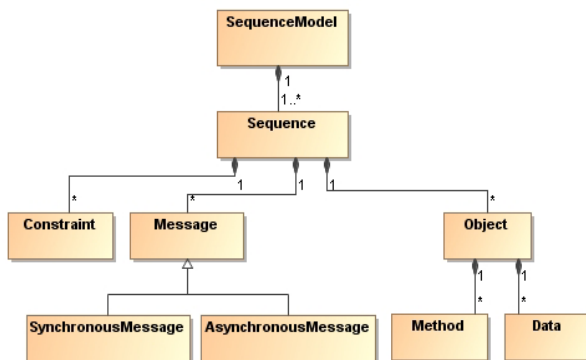 SequenceModel
1
1..*
Sequence
1
1
1
*
*
*
Constraint
Message
Object
1
1
*
*
SynchronousMessage
AsynchronousMessage
Method
Data